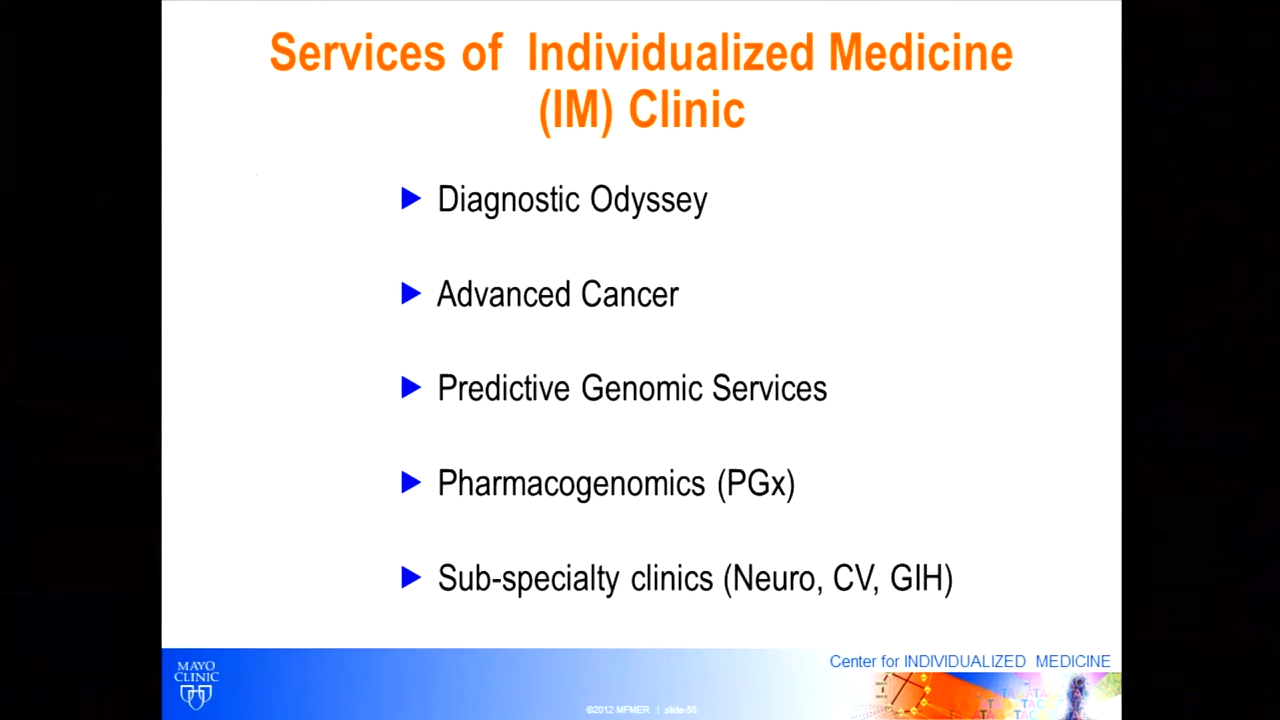 Services of Individualized Medicine
(IM) Clinic
Diagnostic Odyssey
Advanced Cancer
Predictive Genomic Services
Pharmacogenomics (PGx)
Sub-specialty clinics (Neuro, CV, GIH)
MAYO
CLINIC
Center for INDIVIDUALIZED MEDICINE
©2012 MFMER | slide-50